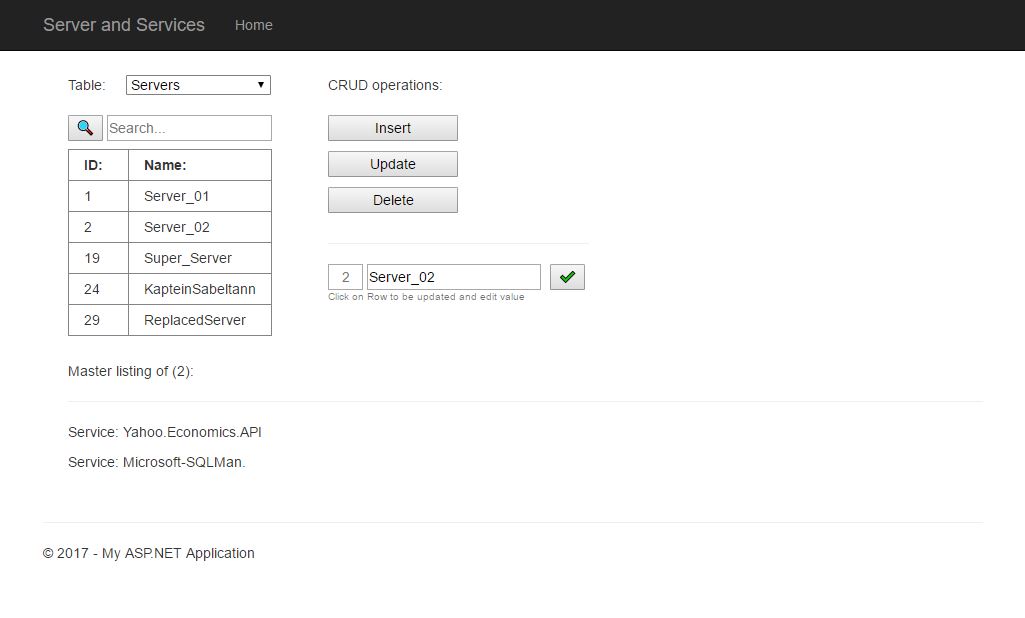 Server and Services Home
Table: Servers
Search...
ID: Name:
1 Server_01
2 Server_02
19 Super_Server
24 KapteinSabeltann
29 ReplacedServer
CRUD operations:
Insert
Update
Delete
2 Server_02
Click on Row to be updated and edit value
Master listing of (2):
Service: Yahoo.Economics.API
Service: Microsoft-SQLMan.
© 2017 - My ASP.NET Application